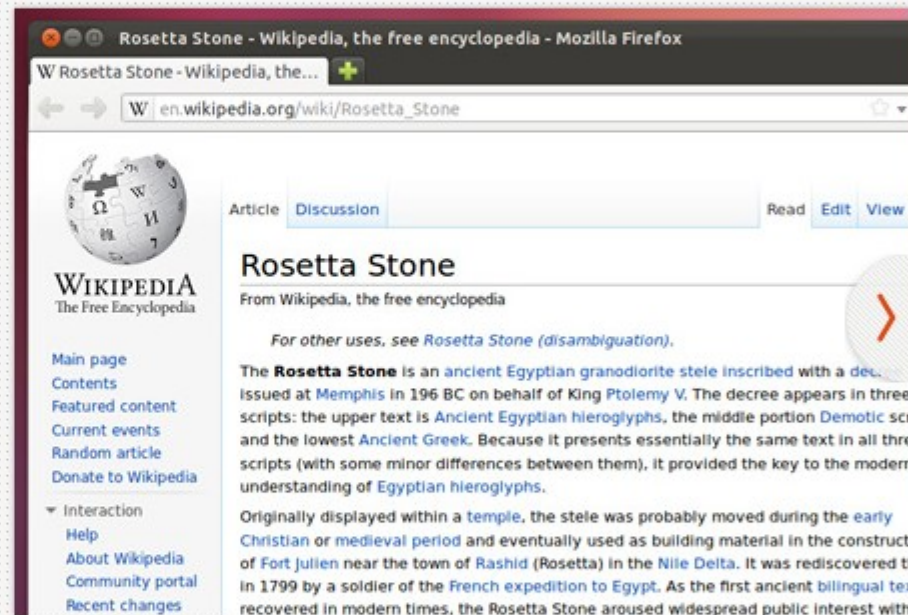 Rosetta Stone - Wikipedia, the free encyclopedia - Mozilla Firefox
W Rosetta Stone - Wikipedia, the...
W en.wikipedia.org/wiki/Rosetta_Stone
Article Discussion Read Edit View
WIKIPEDIA
The Free Encyclopedia
Main page
Contents
Featured content
Current events
Random article
Donate to Wikipedia
Interaction
Help
About Wikipedia
Community portal
Recent changes
Rosetta Stone
From Wikipedia, the free encyclopedia
For other uses, see Rosetta Stone (disambiguation).
The Rosetta Stone is an ancient Egyptian granodiorite stele inscribed with a
issued at Memphis in 196 BC on behalf of King Ptolemy V. The decree appears in three
scripts: the upper text is Ancient Egyptian hieroglyphs, the middle portion Demotic scr
and the lowest Ancient Greek. Because it presents essentially the same text in all thre
scripts (with some minor differences between them), it provided the key to the modern
understanding of Egyptian hieroglyphs.
Originally displayed within a temple, the stele was probably moved during the early
Christian or medieval period and eventually used as building material in the construct
of Fort Julien near the town of Rashid (Rosetta) in the Nile Delta. It was rediscovered t
in 1799 by a soldier of the French expedition to Egypt. As the first ancient bilingual te
recovered in modern times, the Rosetta Stone aroused widespread public interest with